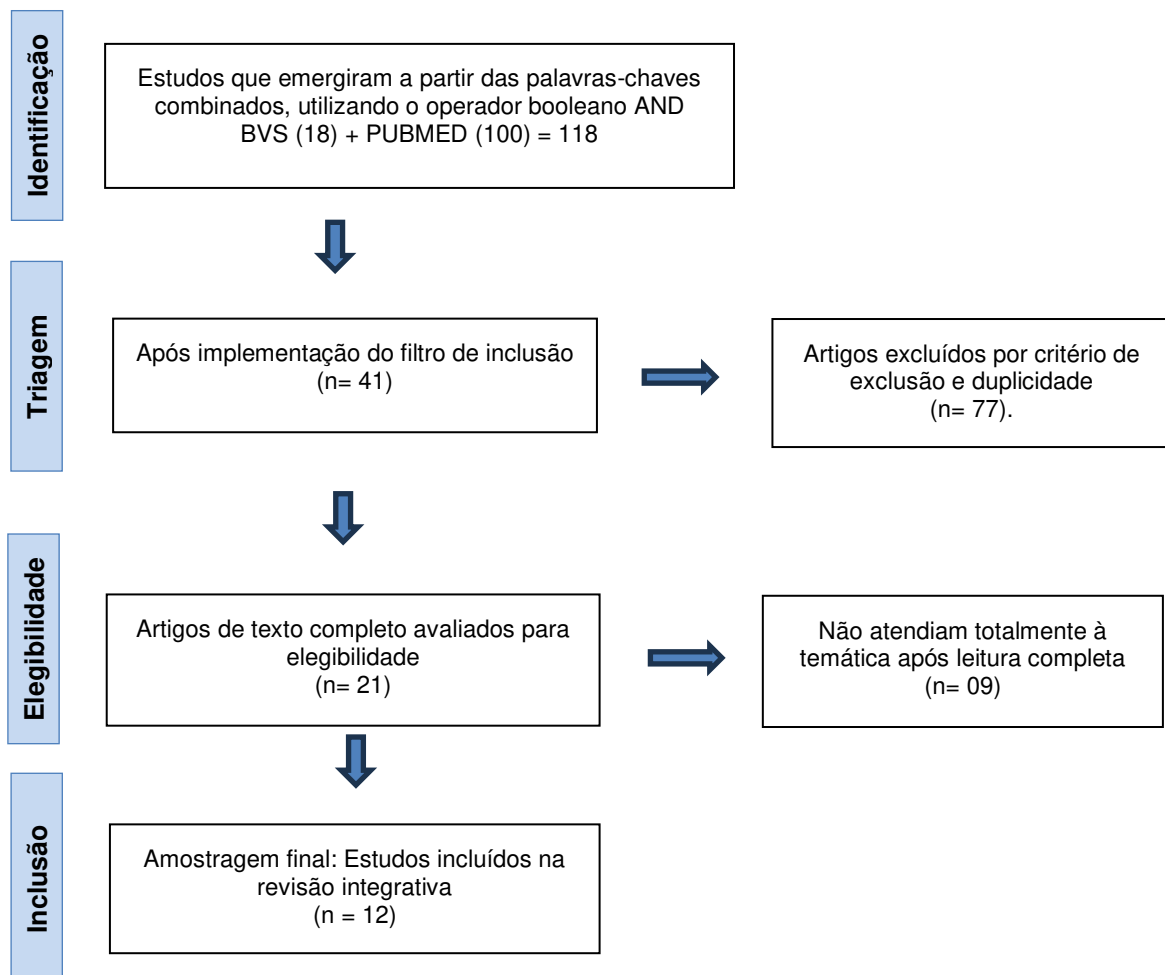 Identificação
Estudos que emergiram a partir das palavras-chaves
combinados, utilizando o operador booleano AND
BVS (18) + PUBMED (100) = 118
Triagem
Após implementação do filtro de inclusão
(n= 41)
Artigos excluídos por critério de
exclusão e duplicidade
(n= 77).
Elegibilidade
Artigos de texto completo avaliados para
elegibilidade
(n= 21)
Não atendiam totalmente à
temática após leitura completa
(n= 09)
Inclusão
Amostragem final: Estudos incluídos na
revisão integrativa
(n = 12)